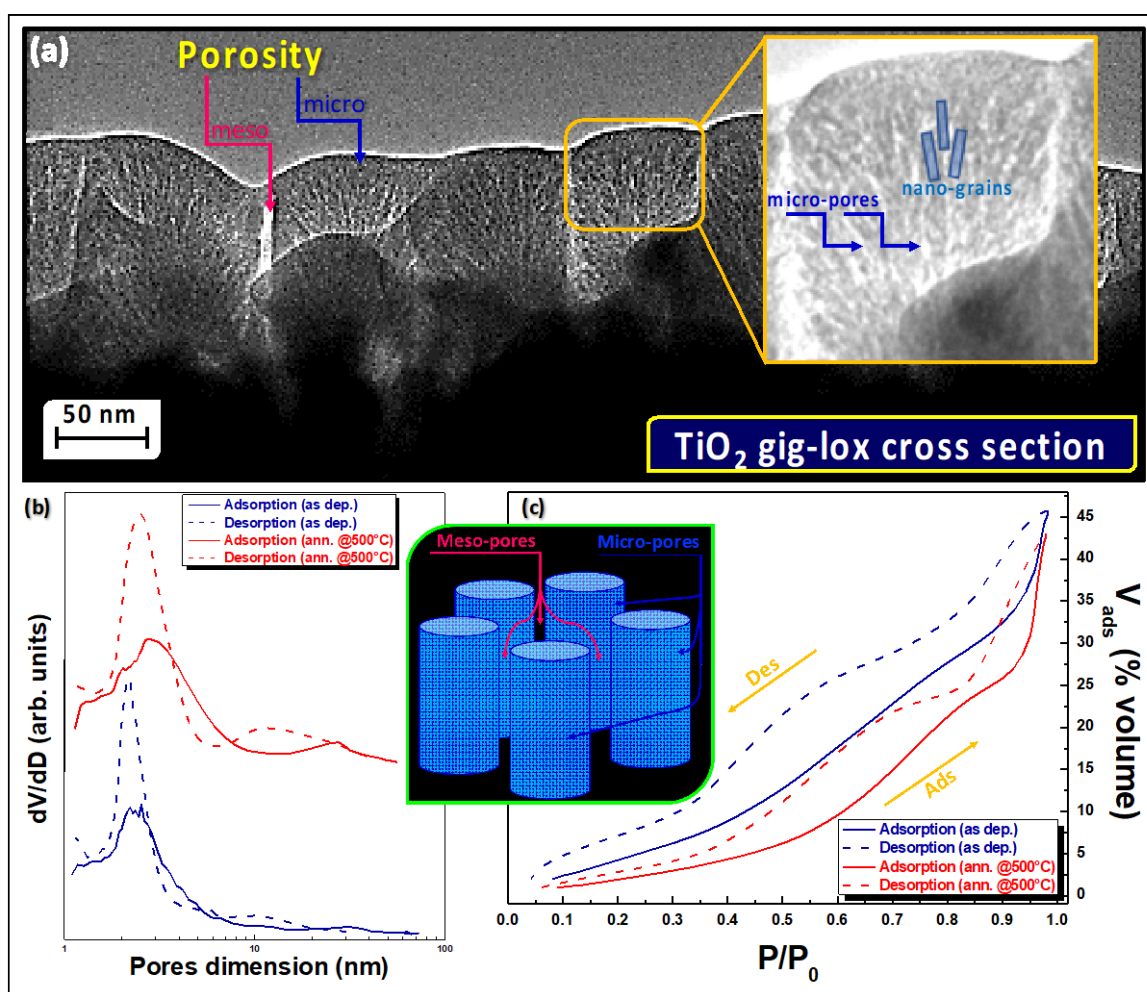 (a)
Porosity
meso
micro
nano-grains
micro-pores
50 nm
TiO₂ gig-lox cross section
(b)
Adsorption (as dep.)
Desorption (as dep.)
Adsorption (ann. @500°C)
Desorption (ann. @500°C)
dV/dD (arb. units)
1
10
100
Pores dimension (nm)
(c)
Meso-pores
Micro-pores
Des
Ads
Adsorption (as dep.)
Desorption (as dep.)
Adsorption (ann. @500°C)
Desorption (ann. @500°C)
45
40
35
30
25
20
15
10
5
0
V_ads (% volume)
0.0 0.1 0.2 0.3 0.4 0.5 0.6 0.7 0.8 0.9 1.0
P/P₀